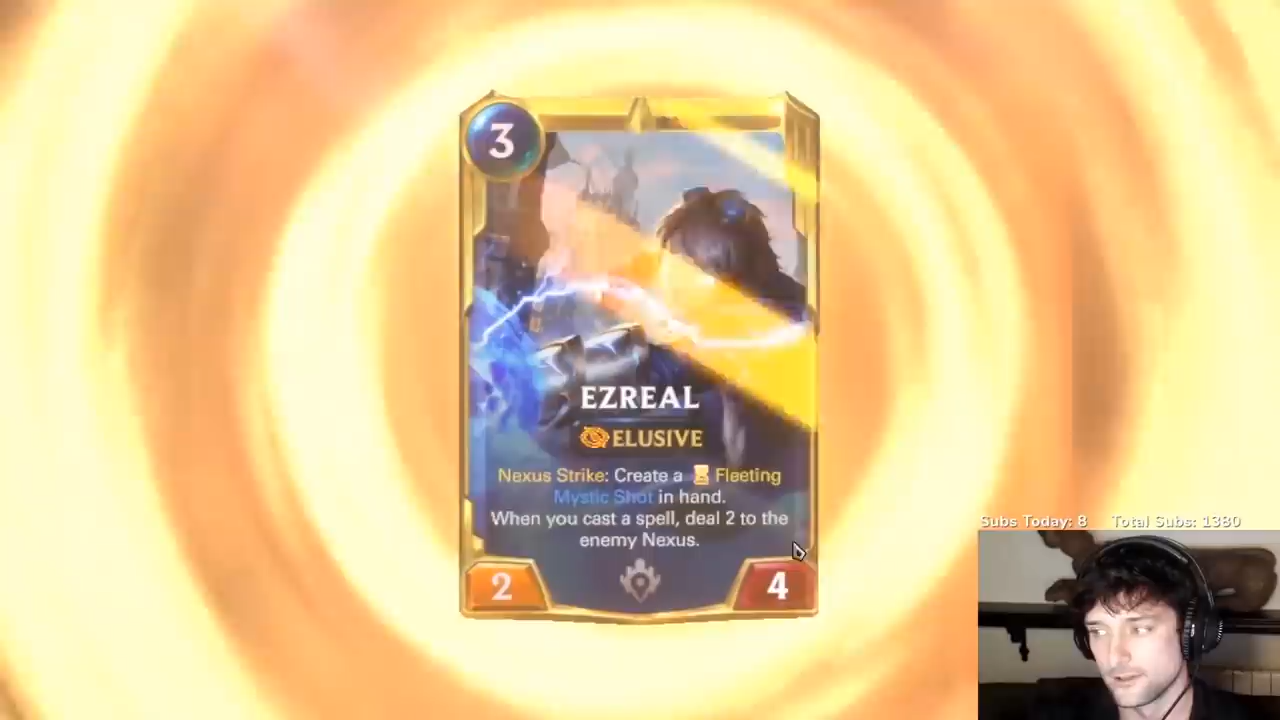 3
EZREAL
ELUSIVE
Nexus Strike: Create a Fleeting
Mystic Shot in hand.
When you cast a spell, deal 2 to the
enemy Nexus.
2
4
Subs Today: 8 Total Subs: 1380